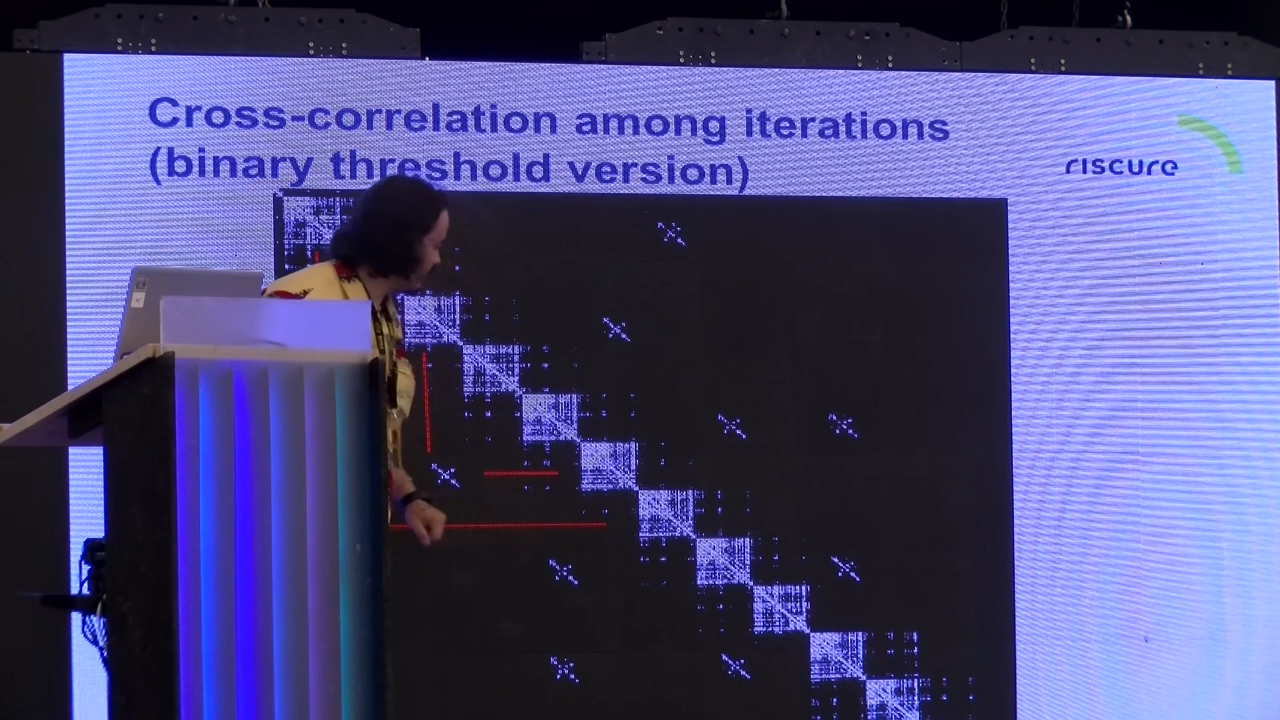 Cross-correlation among iterations
(binary threshold version)
riscure